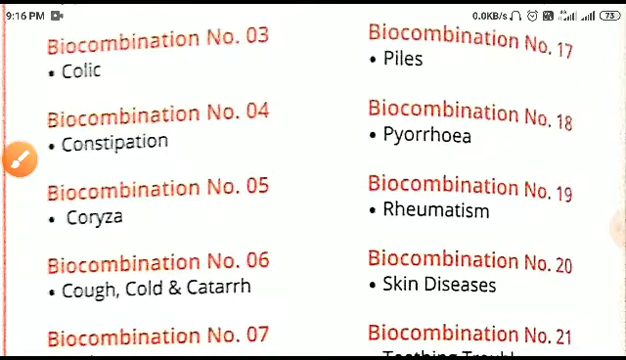 9:16 PM
0.0KB/s
73
Biocombination No. 03
• Colic
Biocombination No. 04
• Constipation
Biocombination No. 05
• Coryza
Biocombination No. 06
• Cough, Cold & Catarrh
Biocombination No. 07
Biocombination No. 17
• Piles
Biocombination No. 18
• Pyorrhoea
Biocombination No. 19
• Rheumatism
Biocombination No. 20
• Skin Diseases
Biocombination No. 21